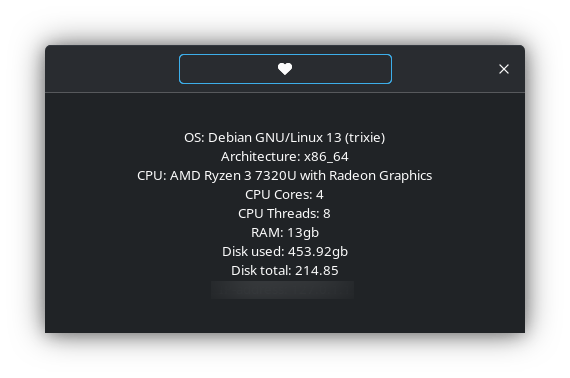 OS: Debian GNU/Linux 13 (trixie)
Architecture: x86_64
CPU: AMD Ryzen 3 7320U with Radeon Graphics
CPU Cores: 4
CPU Threads: 8
RAM: 13gb
Disk used: 453.92gb
Disk total: 214.85